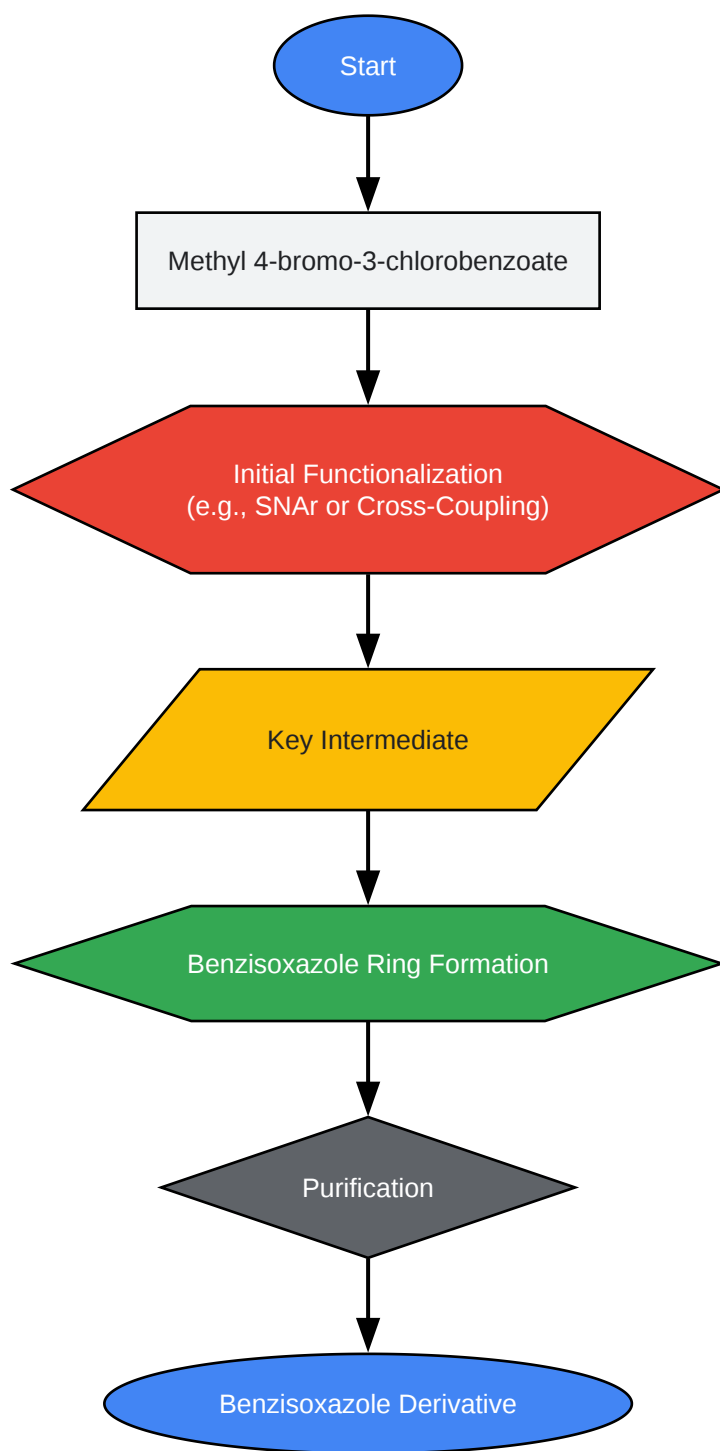 Start
Methyl 4-bromo-3-chlorobenzoate
Initial Functionalization
(e.g., SNAr or Cross-Coupling)
Key Intermediate
Benzisoxazole Ring Formation
Purification
Benzisoxazole Derivative